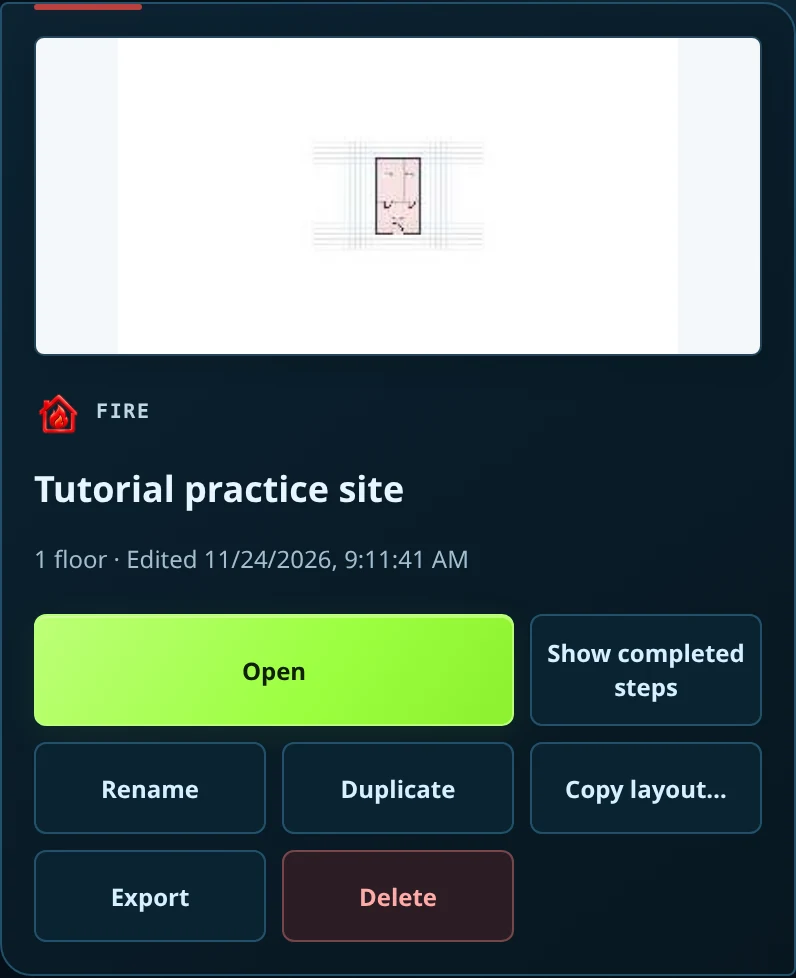 FIRE
Tutorial practice site
1 floor · Edited 11/24/2026, 9:11:41 AM
Open
Show completed
steps
Rename
Duplicate
Copy layout...
Export
Delete